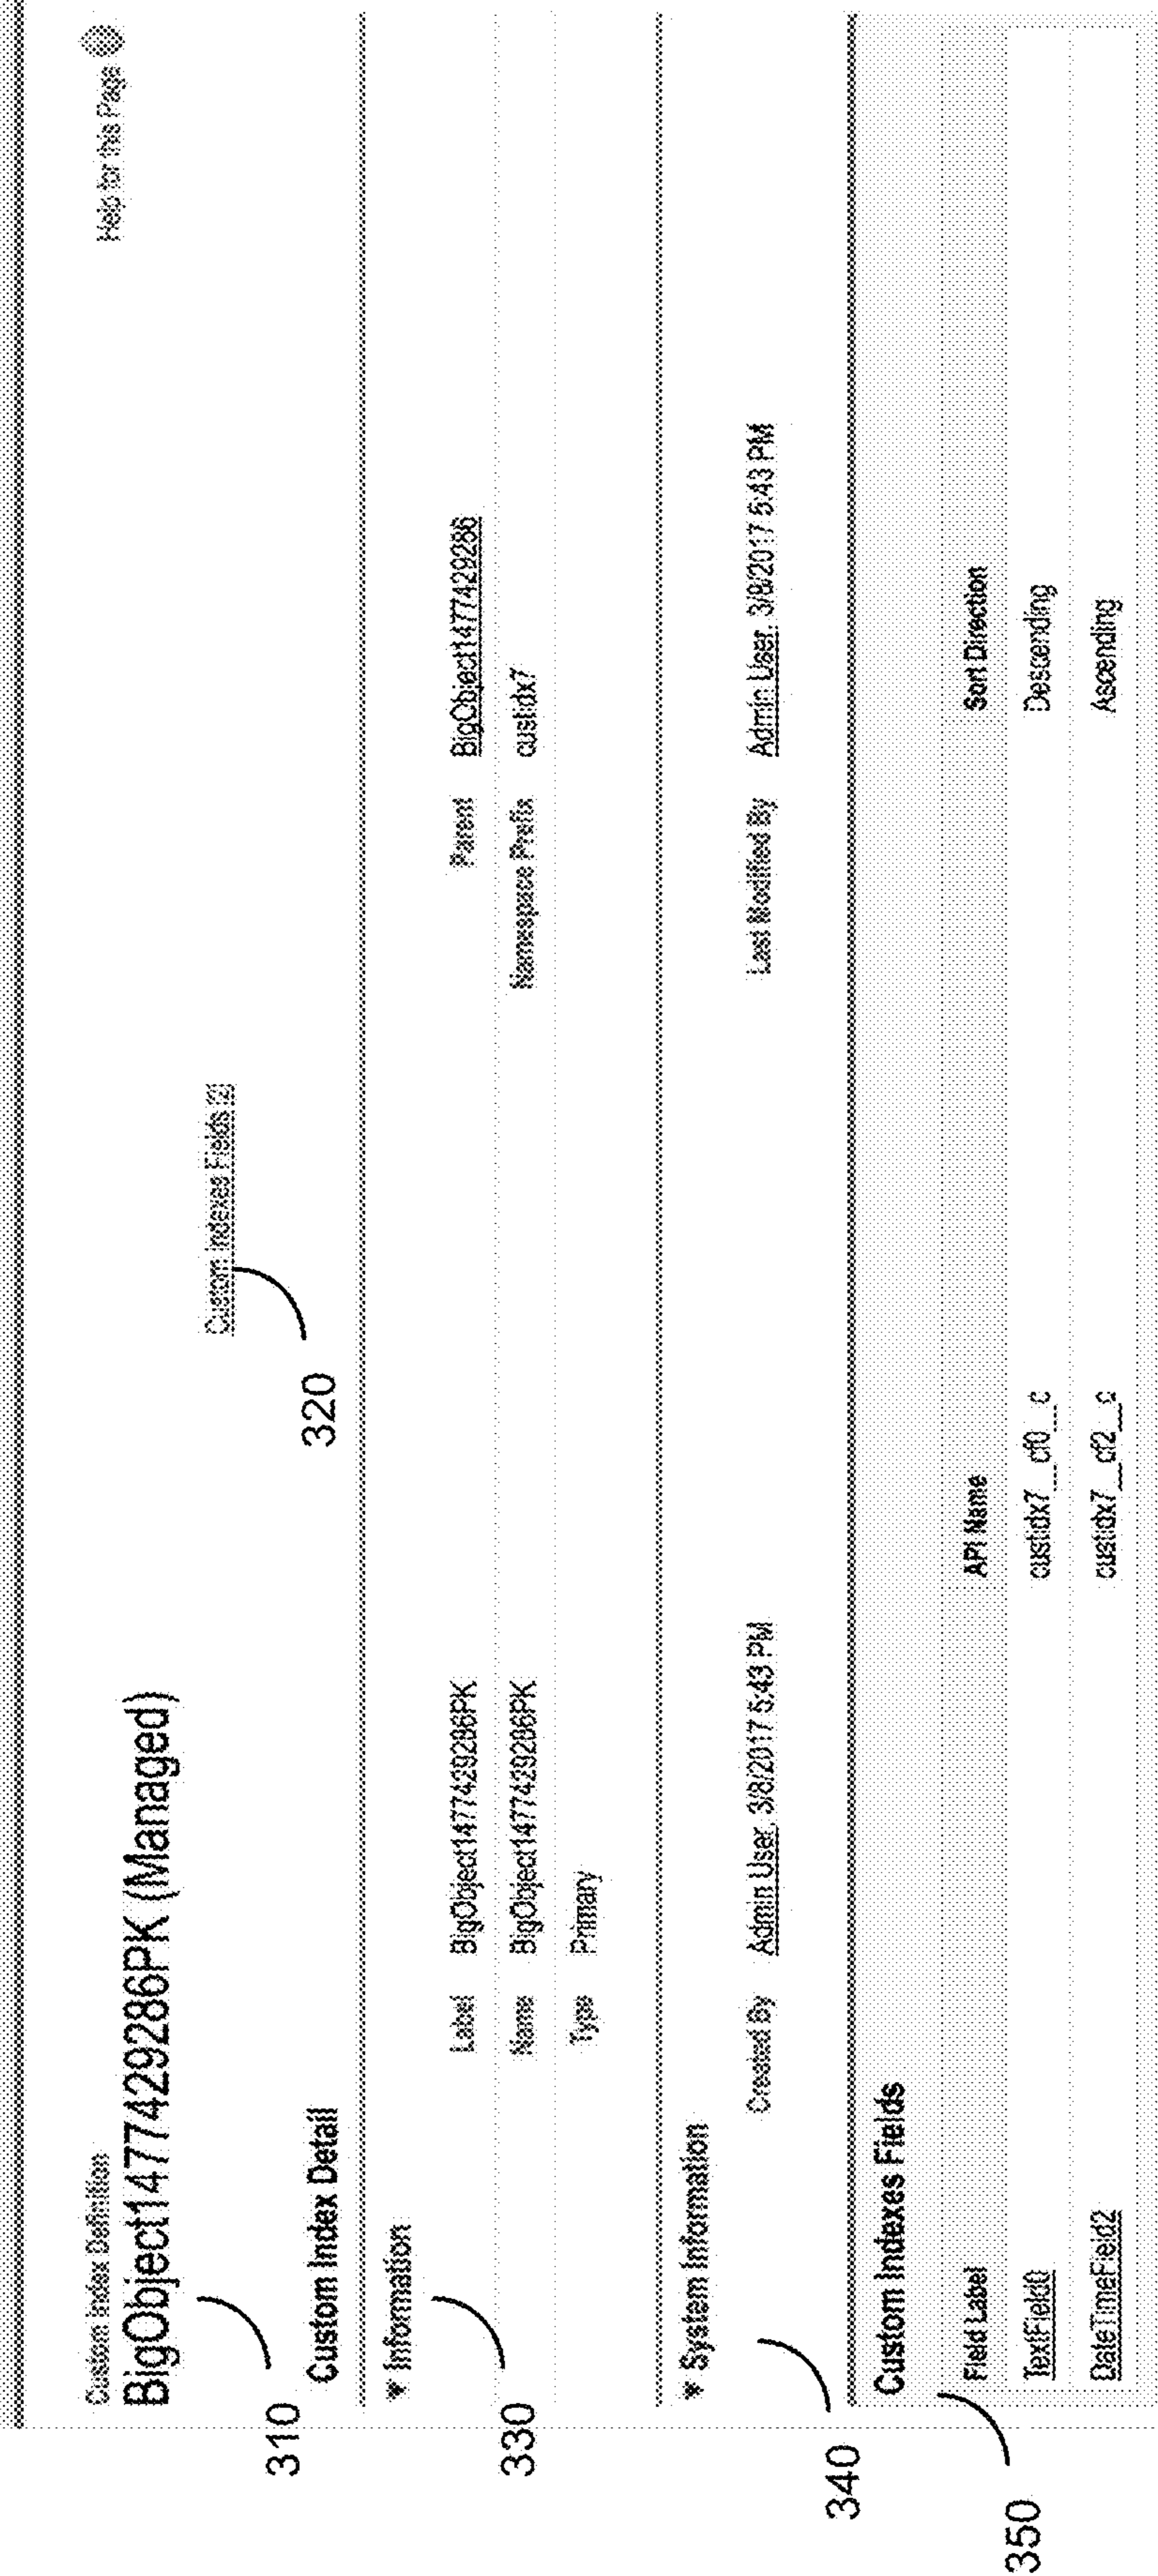 Help for this Page
Custom Index Definition
BigObject1477429286PK (Managed)
310
Custom Indexes Fields [2]
320
Custom Index Detail
▼ Information
330
Label BigObject1477429286PK Parent BigObject1477429286
Name BigObject1477429286PK Namespace Prefix custidx7
Type Primary
▼ System Information
340
Created By Admin User, 3/8/2017 5:43 PM Last Modified By Admin User, 3/8/2017 5:43 PM
Custom Indexes Fields
350
Field Label API Name Sort Direction
TextField0 custidx7__cf0__c Descending
DateTimeField2 custidx7__cf2__c Ascending